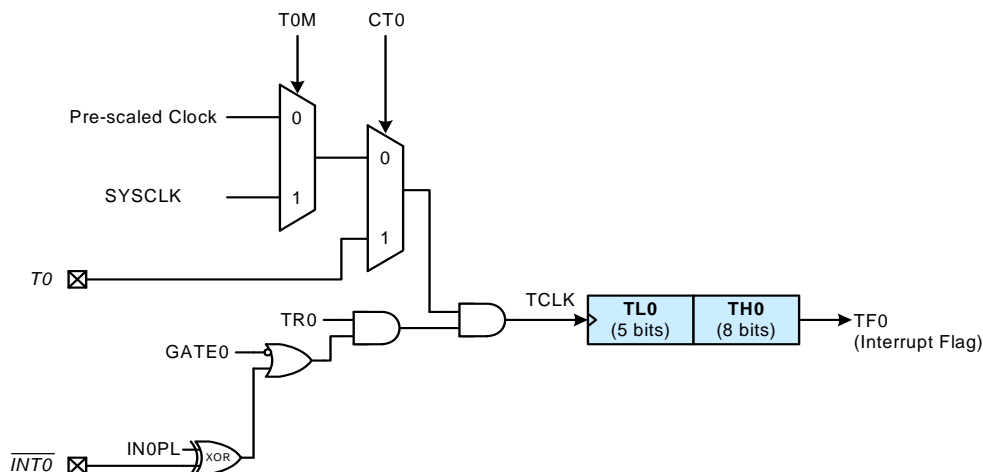 T0M
CT0
Pre-scaled Clock
0
0
SYSCLK
1
1
T0
TCLK
TL0
(5 bits)
TH0
(8 bits)
TR0
TF0
(Interrupt Flag)
GATE0
IN0PL
XOR
INT0